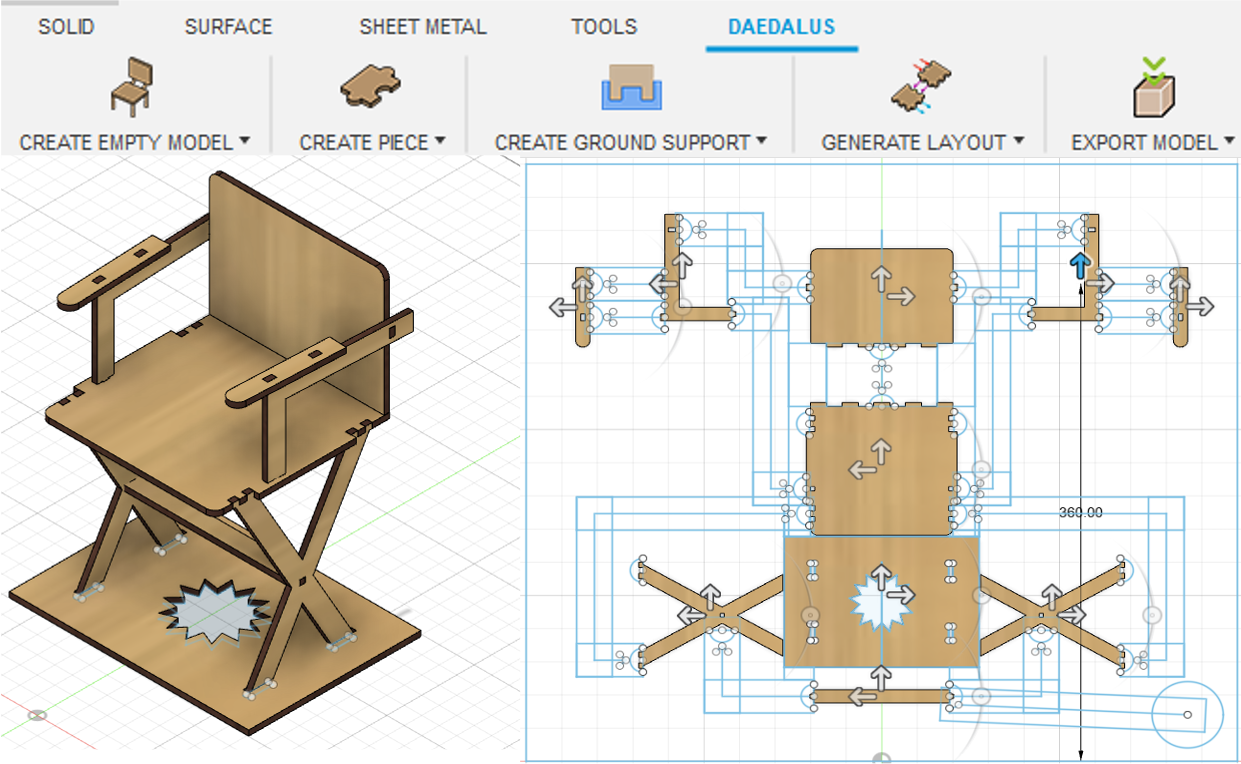 SOLID SURFACE SHEET METAL TOOLS DAEDALUS
CREATE EMPTY MODEL CREATE PIECE CREATE GROUND SUPPORT GENERATE LAYOUT EXPORT MODEL
360.00